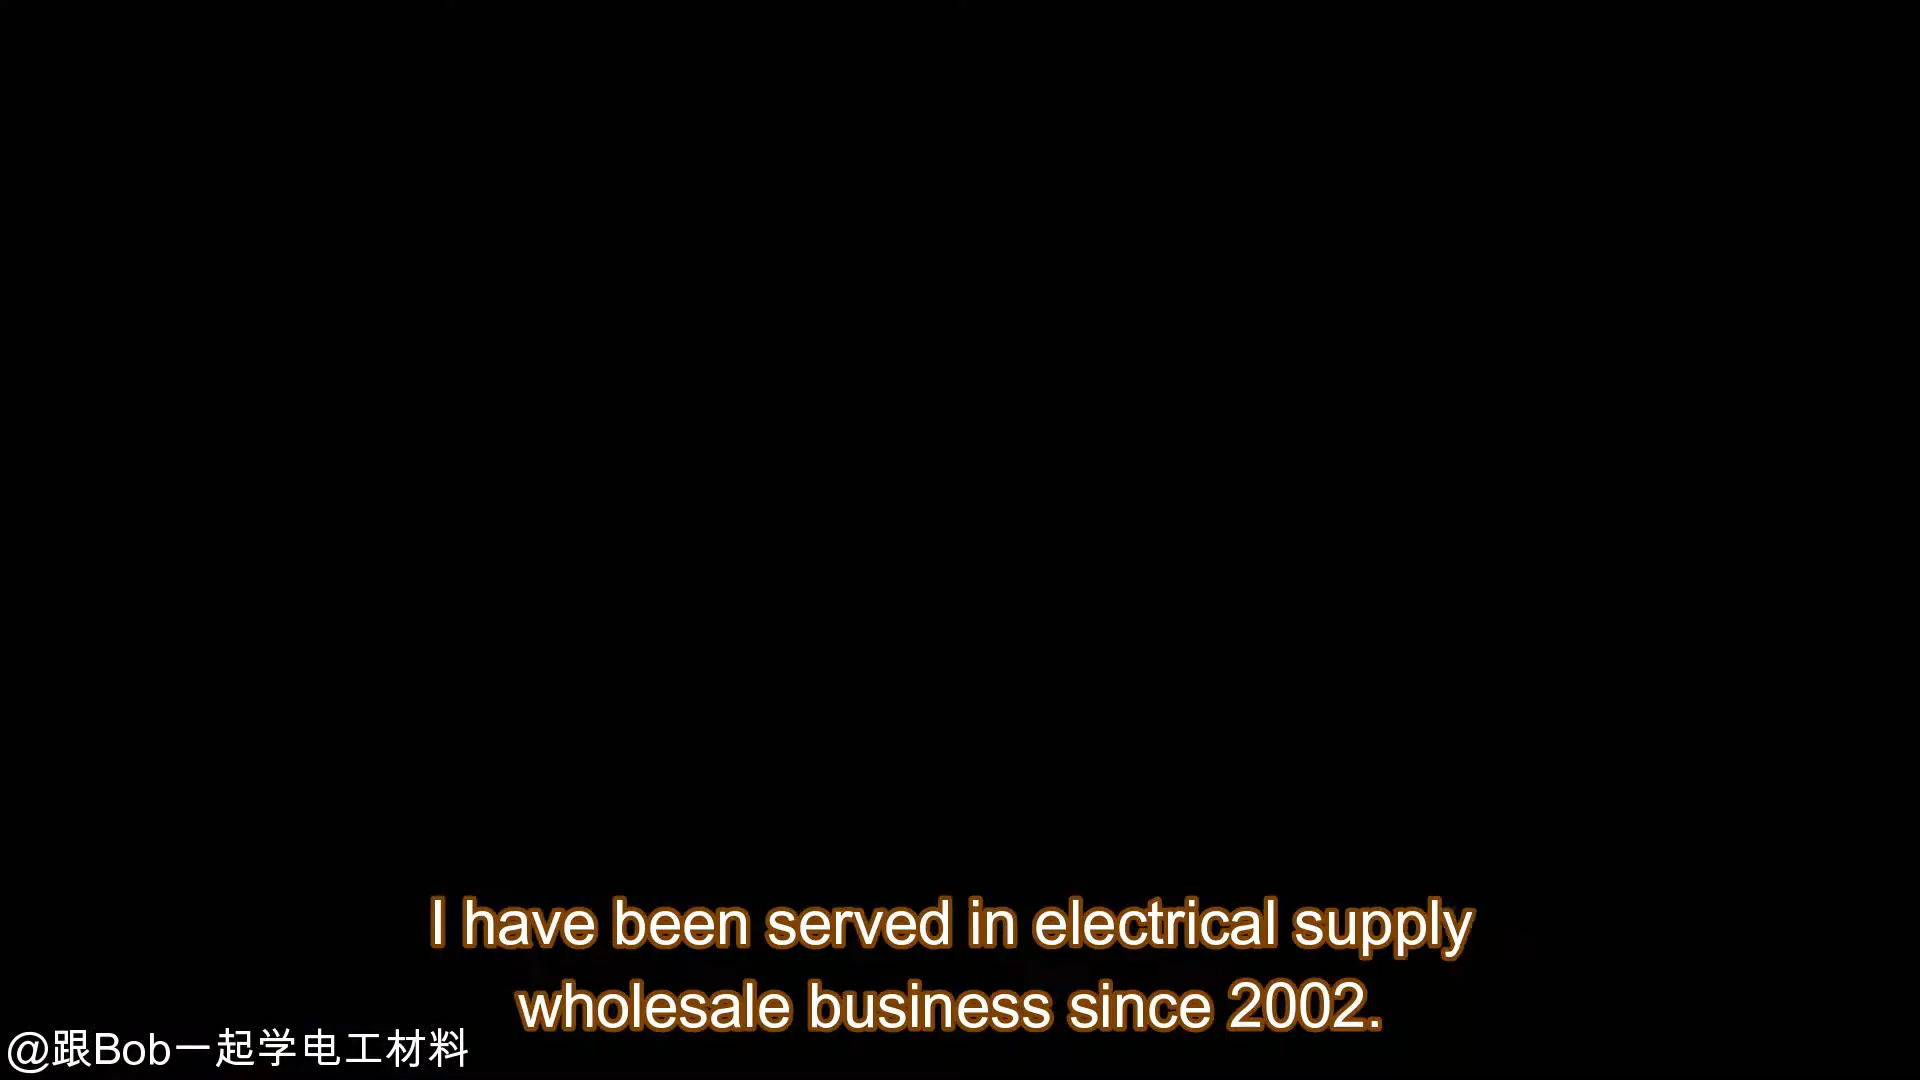 I have been served in electrical supply
wholesale business since 2002.
@跟Bob一起学电工材料